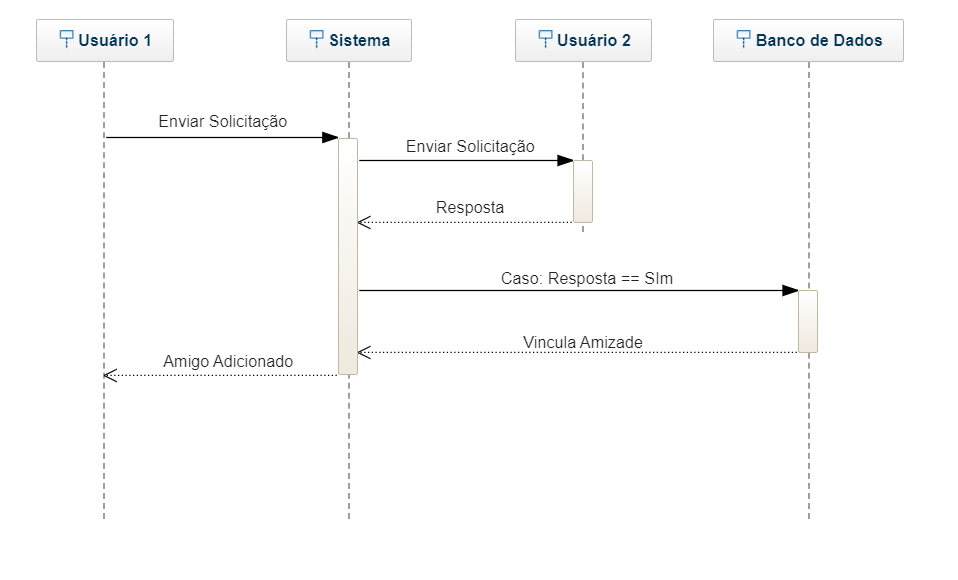 Usuário 1
Sistema
Usuário 2
Banco de Dados
Enviar Solicitação
Enviar Solicitação
Resposta
Caso: Resposta == SIm
Vincula Amizade
Amigo Adicionado